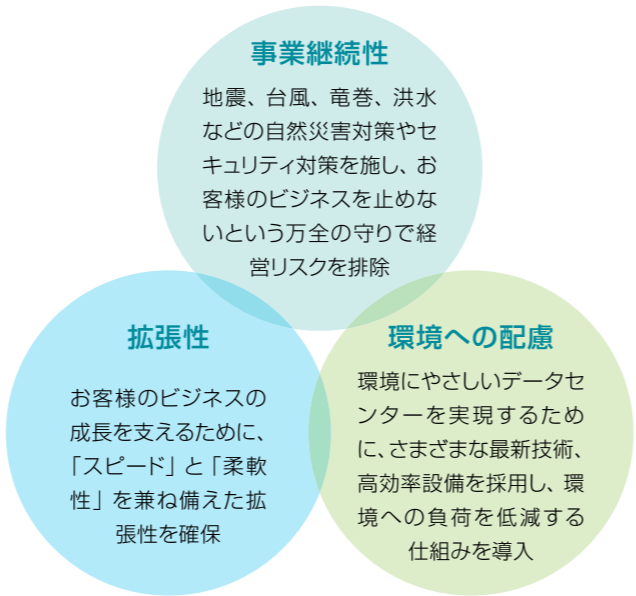 事業継続性
地震、台風、竜巻、洪水
などの自然災害対策やセ
キュリティ対策を施し、お
客様のビジネスを止めな
いという万全の守りで経
営リスクを排除
拡張性
お客様のビジネスの
成長を支えるために、
「スピード」と「柔軟
性」を兼ね備えた拡
張性を確保
環境への配慮
環境にやさしいデータセ
ンターを実現するため
に、さまざまな最新技術、
高効率設備を採用し、環
境への負荷を低減する
仕組みを導入